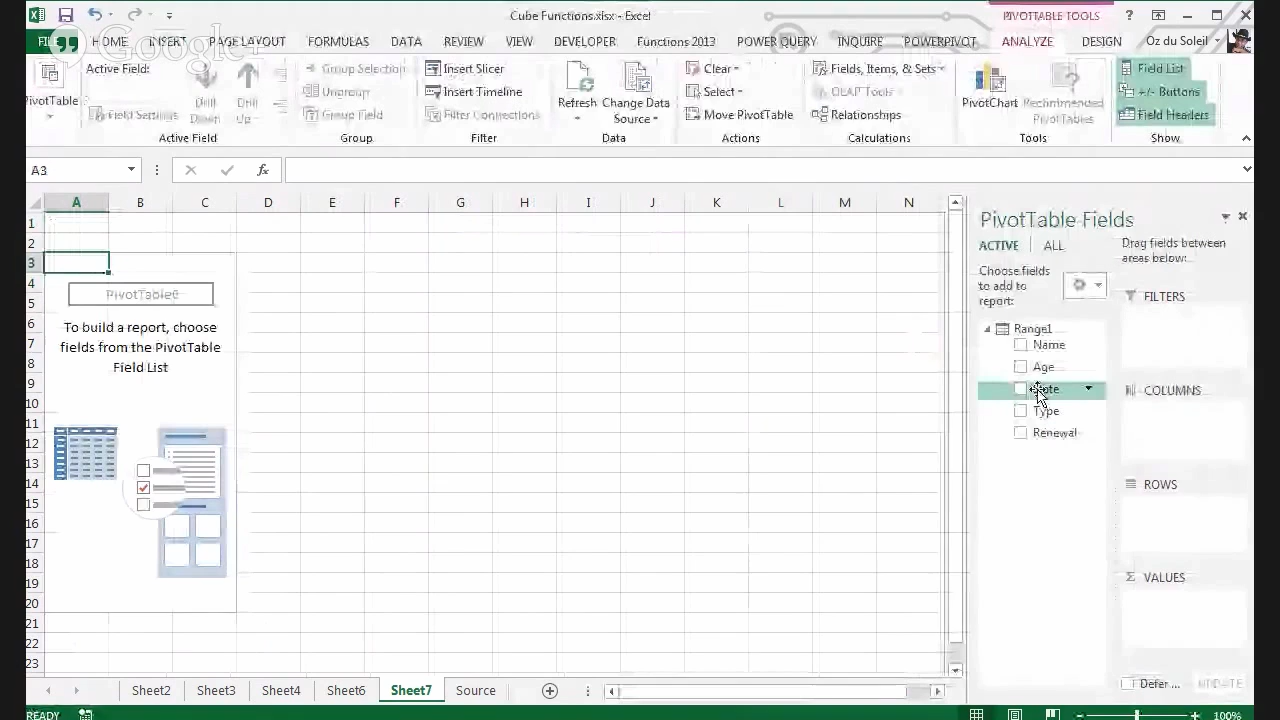 Cube Functions.xlsx - Excel
PIVOTTABLE TOOLS
?
FILE HOME INSERT FORMULAS DATA REVIEW VIEW DEVELOPER Functions 2013 POWER QUERY INQUIRE POWERPIVOT ANALYZE DESIGN Oz du Soleil
Google+
PivotTable
Active Field:
Field Settings
Drill Down
Drill Up
Active Field
Group Selection
Ungroup
Group Field
Group
Insert Slicer
Insert Timeline
Filter Connections
Filter
Refresh
Change Data Source
Data
Clear
Select
Move PivotTable
Actions
Fields, Items, & Sets
OLAP Tools
Relationships
Calculations
PivotChart
Recommended PivotTables
Tools
Field List
+/- Buttons
Field Headers
Show
A3
fx
A B C D E F G H I J K L M N
1
2
3
4
5
6
7
8
9
10
11
12
13
14
15
16
17
18
19
20
21
22
23
To build a report, choose
fields from the PivotTable
Field List
PivotTable Fields
ACTIVE ALL
Choose fields
to add to
report:
Range1
Name
Age
Type
Renewal
Drag fields between
areas below:
FILTERS
COLUMNS
ROWS
Σ VALUES
Defer ... UPDATE
Sheet2 Sheet3 Sheet4 Sheet6 Sheet7 Source
READY
100%